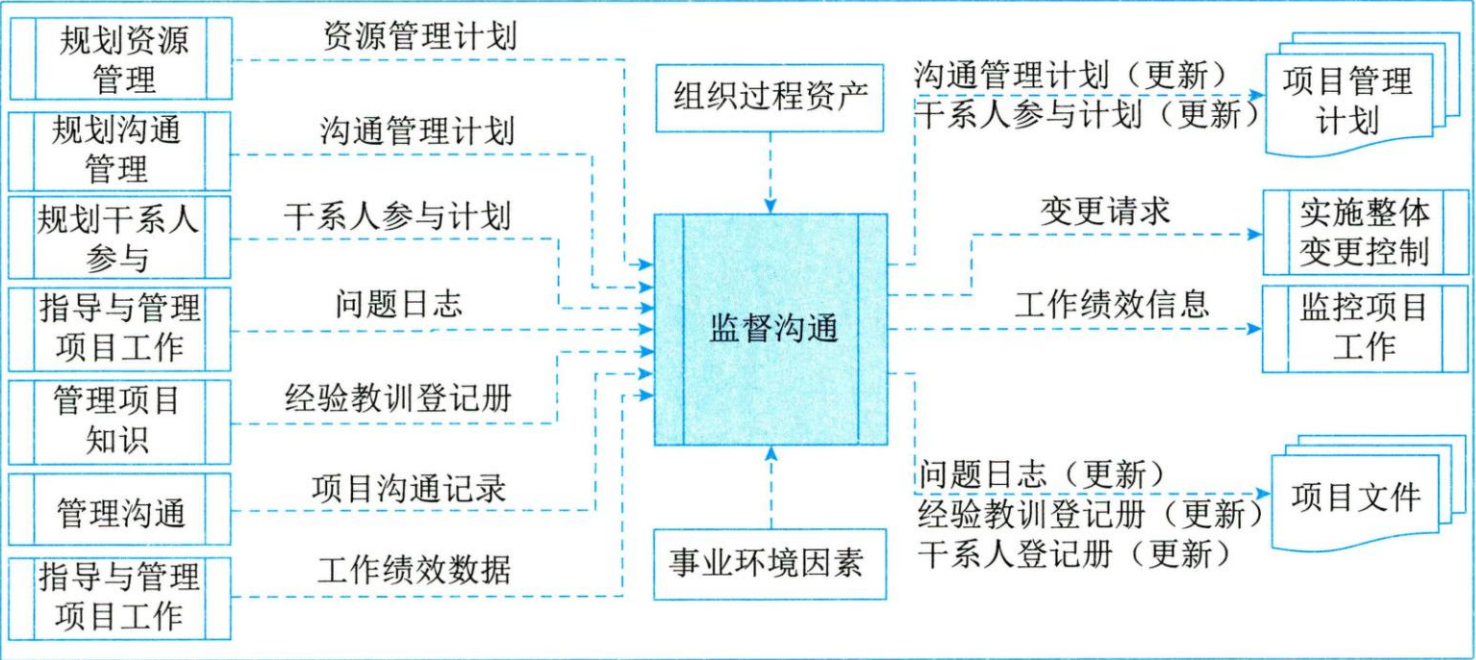 规划资源
管理
资源管理计划
规划沟通
管理
沟通管理计划
规划干系人
参与
干系人参与计划
指导与管理
项目工作
问题日志
管理项目
知识
经验教训登记册
管理沟通
项目沟通记录
指导与管理
项目工作
工作绩效数据
组织过程资产
监督沟通
事业环境因素
沟通管理计划（更新）
干系人参与计划（更新）
项目管理
计划
变更请求
实施整体
变更控制
工作绩效信息
监控项目
工作
问题日志（更新）
经验教训登记册（更新）
干系人登记册（更新）
项目文件